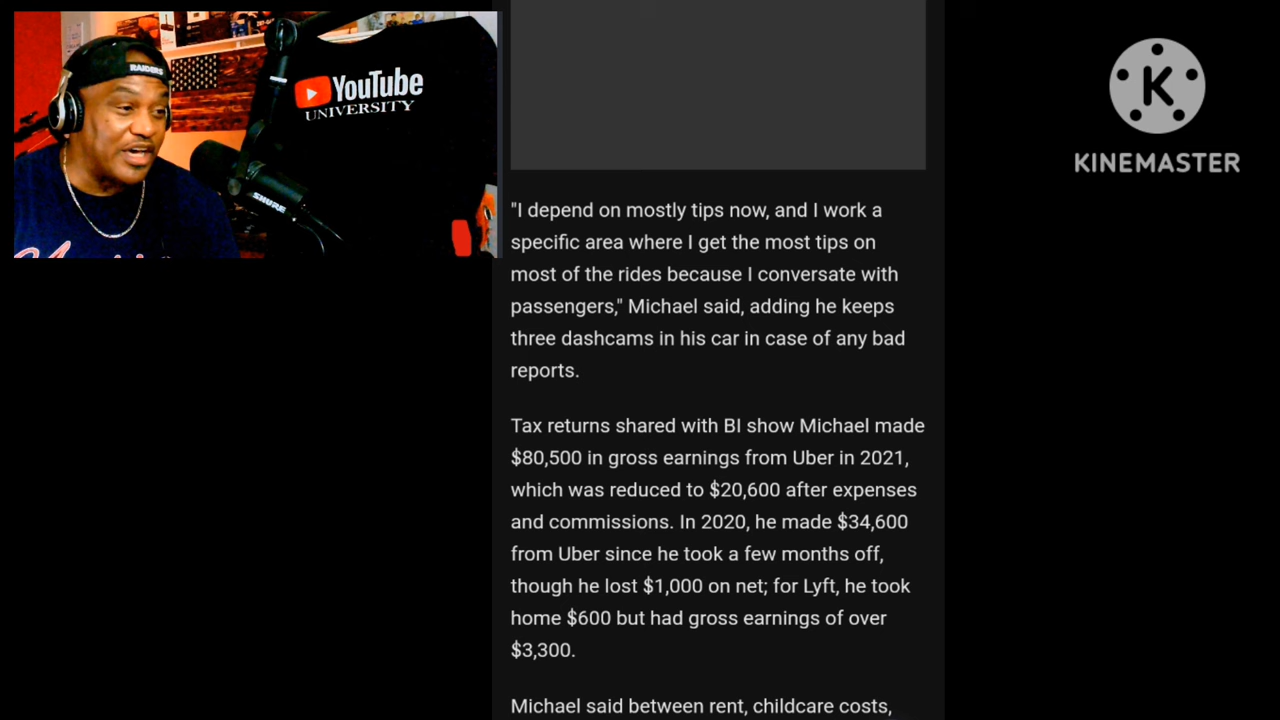 RAIDERS
YouTube
UNIVERSITY
SHURE
K
KINEMASTER
"I depend on mostly tips now, and I work a
specific area where I get the most tips on
most of the rides because I conversate with
passengers," Michael said, adding he keeps
three dashcams in his car in case of any bad
reports.
Tax returns shared with BI show Michael made
$80,500 in gross earnings from Uber in 2021,
which was reduced to $20,600 after expenses
and commissions. In 2020, he made $34,600
from Uber since he took a few months off,
though he lost $1,000 on net; for Lyft, he took
home $600 but had gross earnings of over
$3,300.
Michael said between rent, childcare costs,